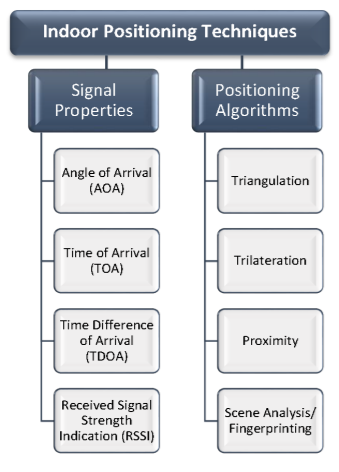 Indoor Positioning Techniques
Signal
Properties
Angle of Arrival
(AOA)
Time of Arrival
(TOA)
Time Difference
of Arrival
(TDOA)
Received Signal
Strength
Indication (RSSI)
Positioning
Algorithms
Triangulation
Trilateration
Proximity
Scene Analysis/
Fingerprinting